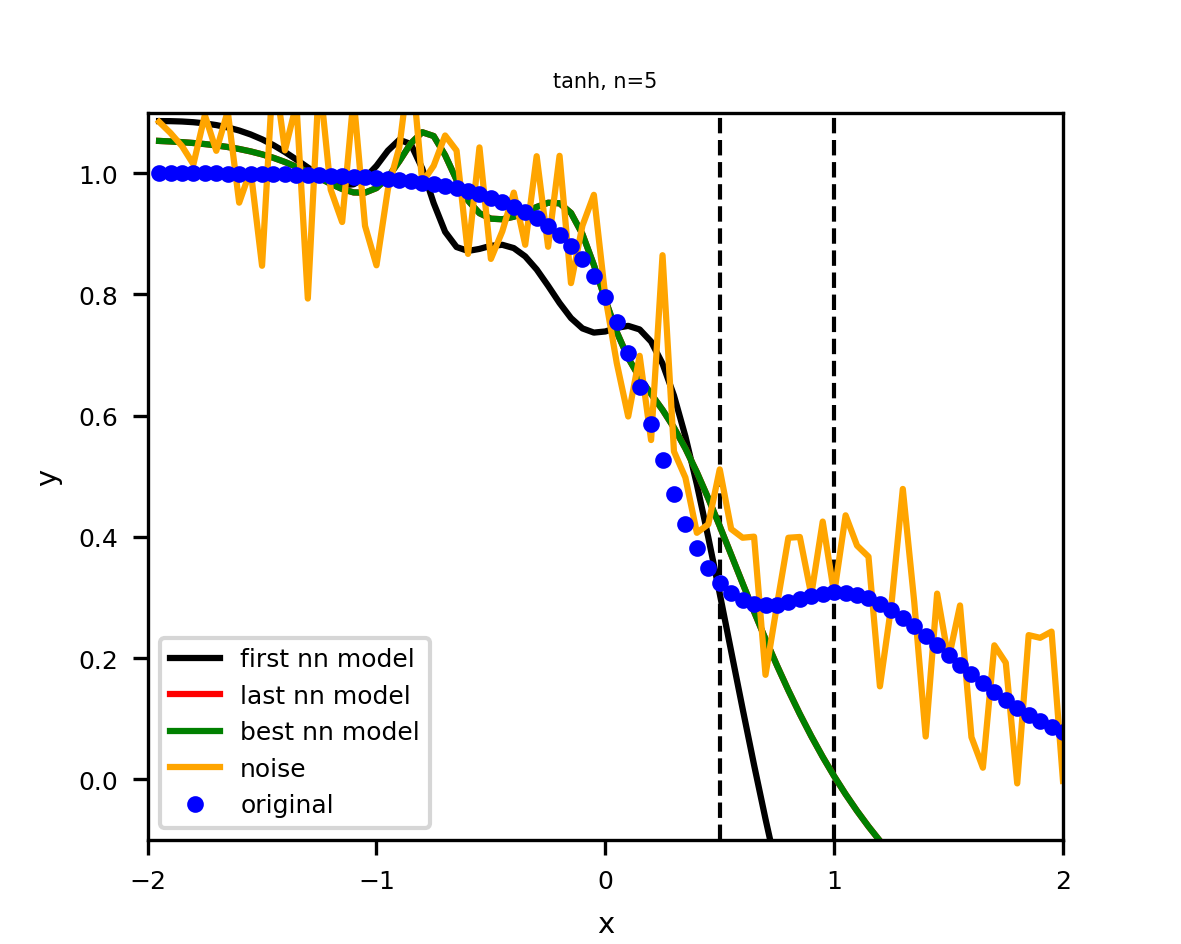 tanh, n=5
1.0
0.8
0.6
0.4
0.2
0.0
y
first nn model
last nn model
best nn model
noise
original
−2
−1
0
1
2
x